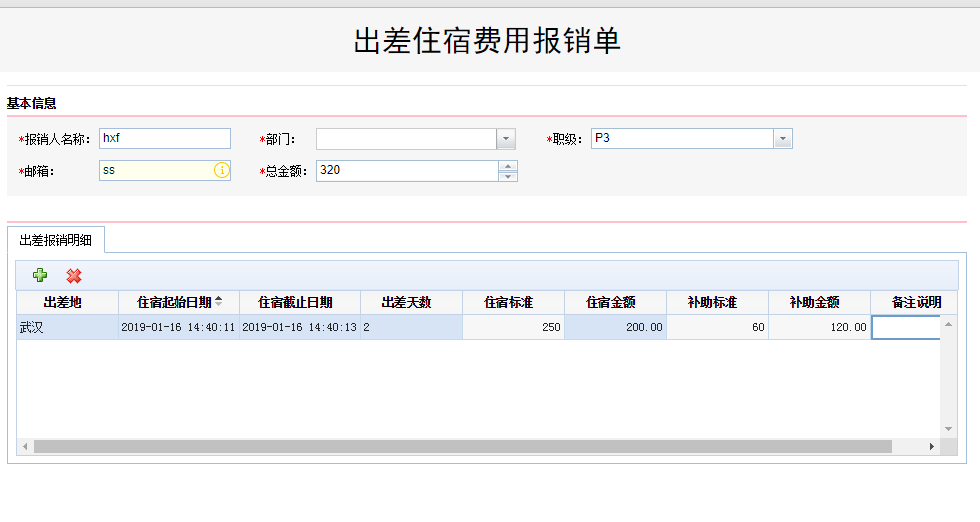 出差住宿费用报销单
基本信息
*报销人名称: hxf *部门: *职级: P3
*邮箱: ss *总金额: 320
出差报销明细
出差地 住宿起始日期 住宿截止日期 出差天数 住宿标准 住宿金额 补助标准 补助金额 备注说明
武汉 2019-01-16 14:40:11 2019-01-16 14:40:13 2 250 200.00 60 120.00